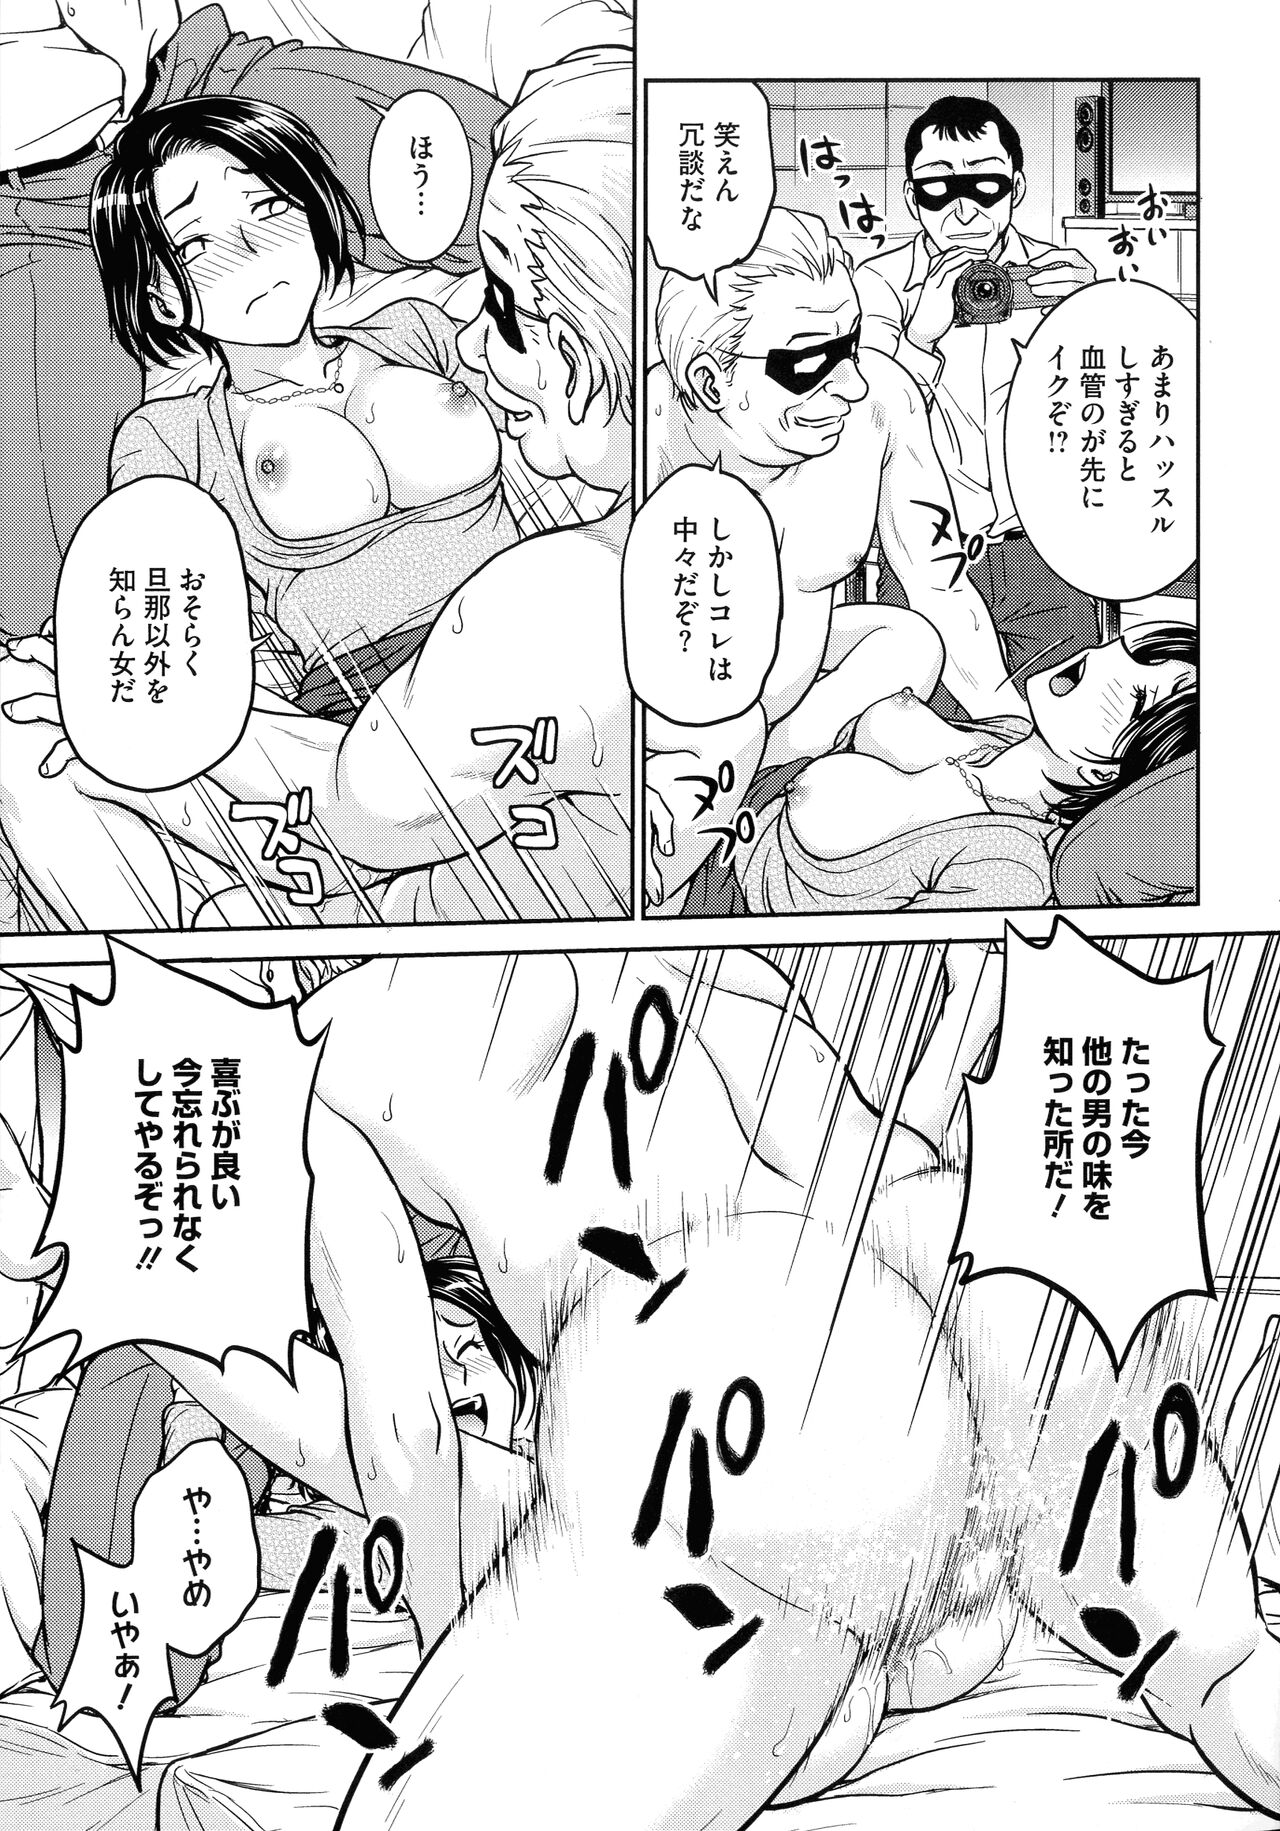 おいおい
あまりハッスル
しすぎると
血管のが先に
イクぞ!?
はっはっ
笑えん
冗談だな
しかしコレは
中々だぞ?
ヌプ
ヌプ
ほう…
おそらく
旦那以外を
知らん女だ
ズコ
ズコ
たった今
他の男の味を
知った所だ!
喜ぶが良い
今忘れられなく
してやるぞっ!!
パンッ
パンッ
パンッ
パンッ
や…やめ
いやぁ!